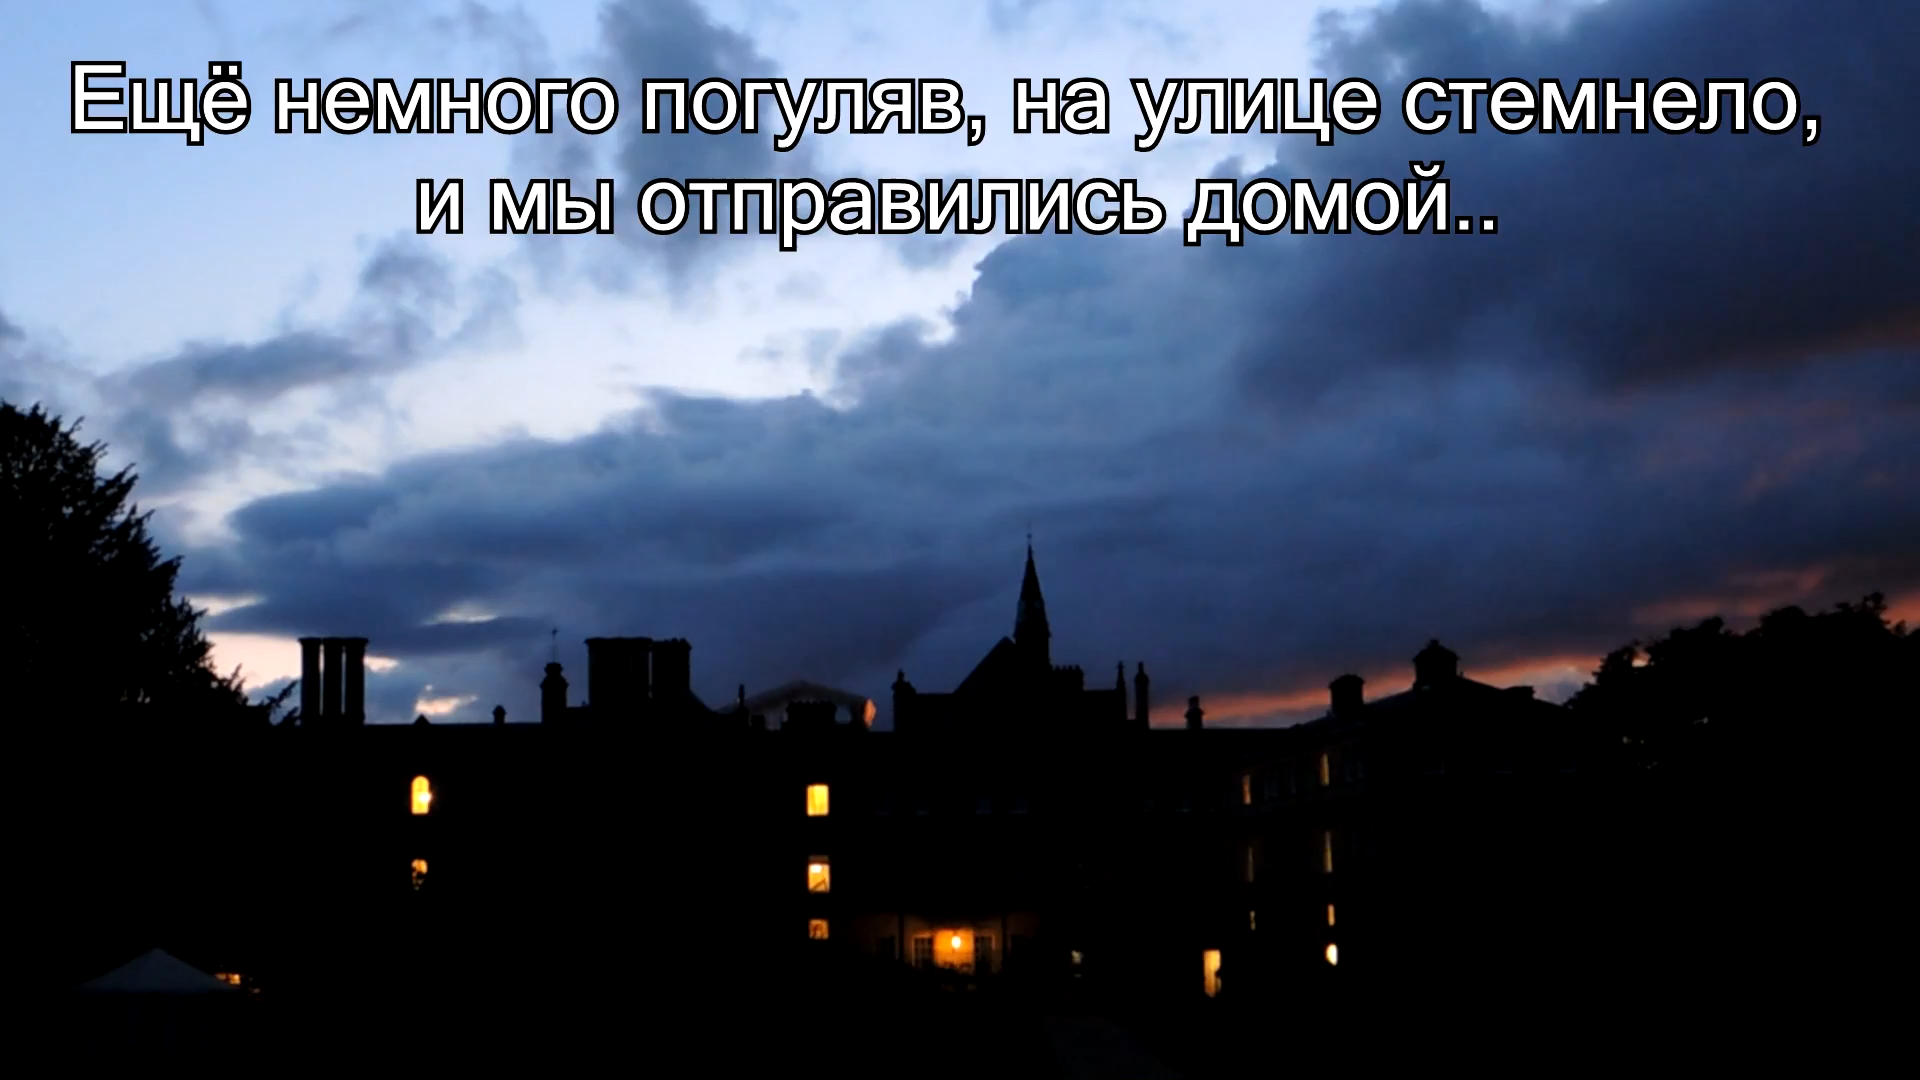 Ещё немного погуляв, на улице стемнело,
и мы отправились домой..